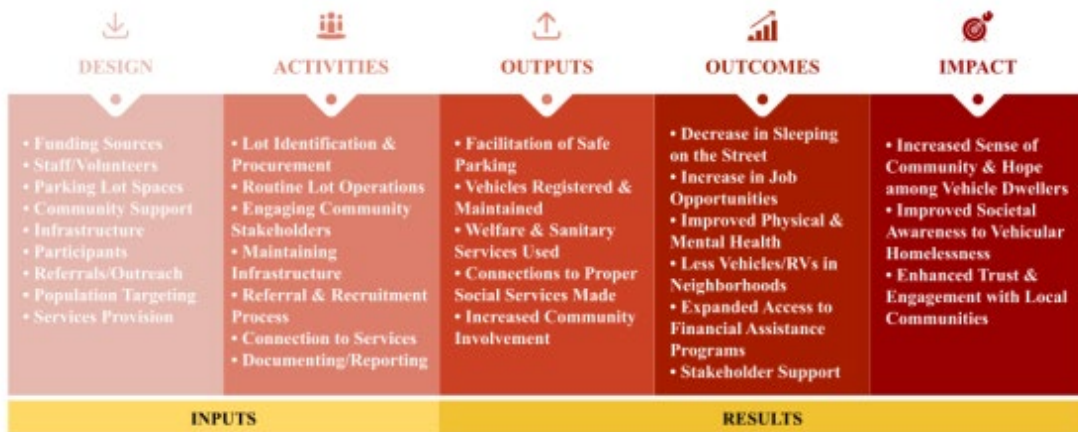 DESIGN
• Funding Sources
• Staff/Volunteers
• Parking Lot Spaces
• Community Support
• Infrastructure
• Participants
• Referrals/Outreach
• Population Targeting
• Services Provision
ACTIVITIES
• Lot Identification &
Procurement
• Routine Lot Operations
• Engaging Community
Stakeholders
• Maintaining
Infrastructure
• Referral & Recruitment
Process
• Connection to Services
• Documenting/Reporting
OUTPUTS
• Facilitation of Safe
Parking
• Vehicles Registered &
Maintained
• Welfare & Sanitary
Services Used
• Connections to Proper
Social Services Made
• Increased Community
Involvement
OUTCOMES
• Decrease in Sleeping
on the Street
• Increase in Job
Opportunities
• Improved Physical &
Mental Health
• Less Vehicles/RVs in
Neighborhoods
• Expanded Access to
Financial Assistance
Programs
• Stakeholder Support
IMPACT
• Increased Sense of
Community & Hope
among Vehicle Dwellers
• Improved Societal
Awareness to Vehicular
Homelessness
• Enhanced Trust &
Engagement with Local
Communities
INPUTS
RESULTS